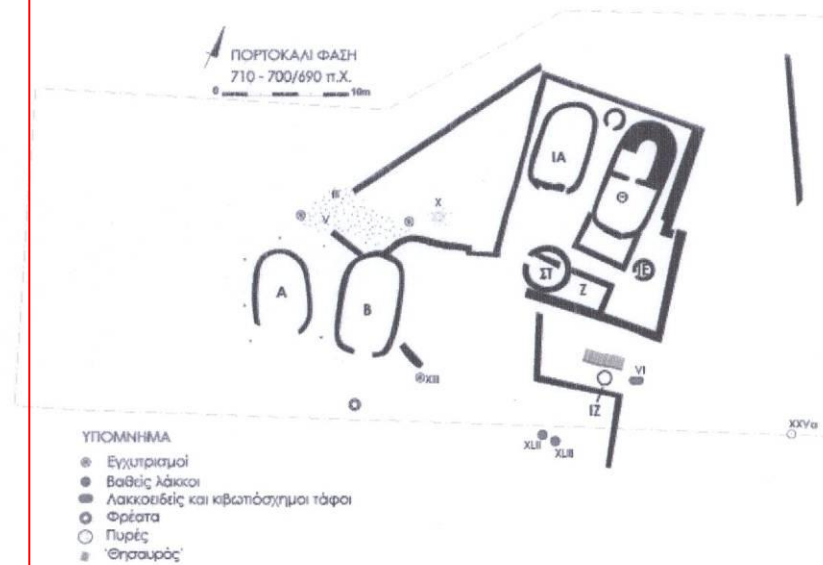 ΠΟΡΤΟΚΑΛΙ ΦΑΣΗ
710 - 700/690 π.Χ.
0 10m
ΙΑ
Θ
V
X
ΣΤ
Ζ
ΙΕ
Α
Β
XII
VI
ΙΖ
XLII
XLIII
XXVα
ΥΠΟΜΝΗΜΑ
Εγχυτρισμοί
Βαθείς λάκκοι
Λακκοειδείς και κιβωτιόσχημοι τάφοι
Φρέατα
Πυρές
'Θησαυρός'